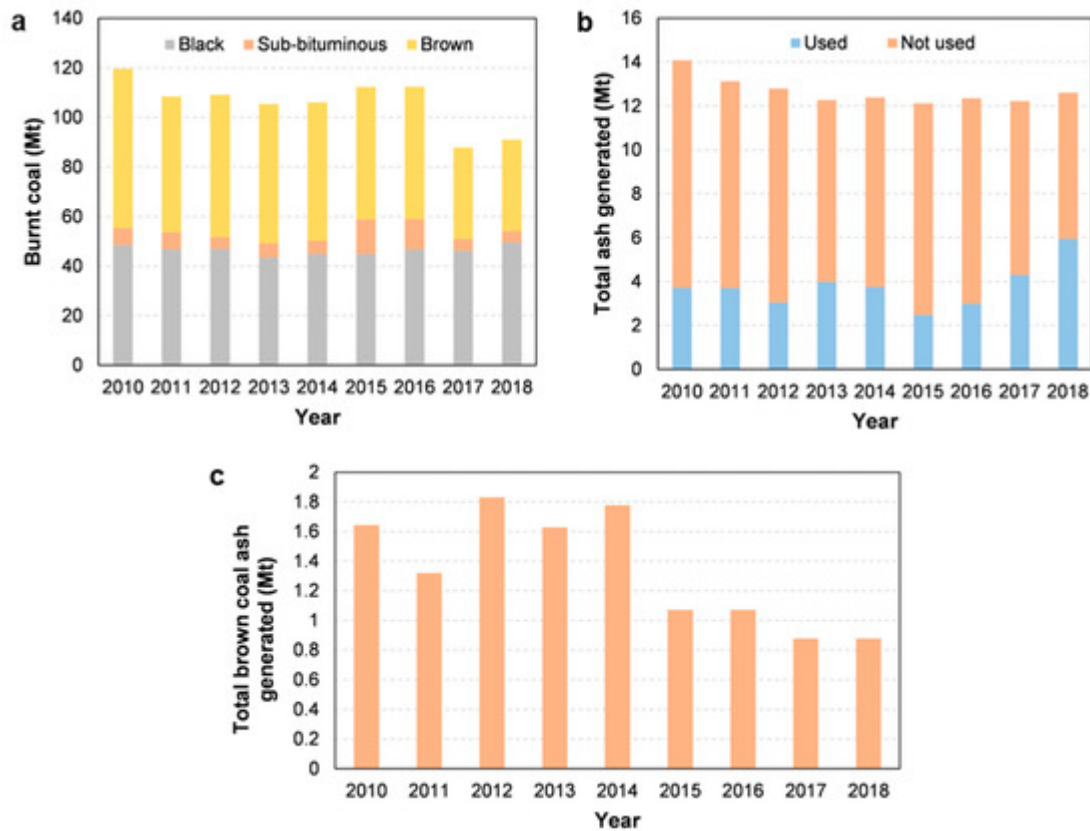 a
Black Sub-bituminous Brown
Burnt coal (Mt)
140
120
100
80
60
40
20
0
2010 2011 2012 2013 2014 2015 2016 2017 2018
Year
b
Used Not used
Total ash generated (Mt)
16
14
12
10
8
6
4
2
0
2010 2011 2012 2013 2014 2015 2016 2017 2018
Year
c
Total brown coal ash
generated (Mt)
2
1.8
1.6
1.4
1.2
1
0.8
0.6
0.4
0.2
0
2010 2011 2012 2013 2014 2015 2016 2017 2018
Year